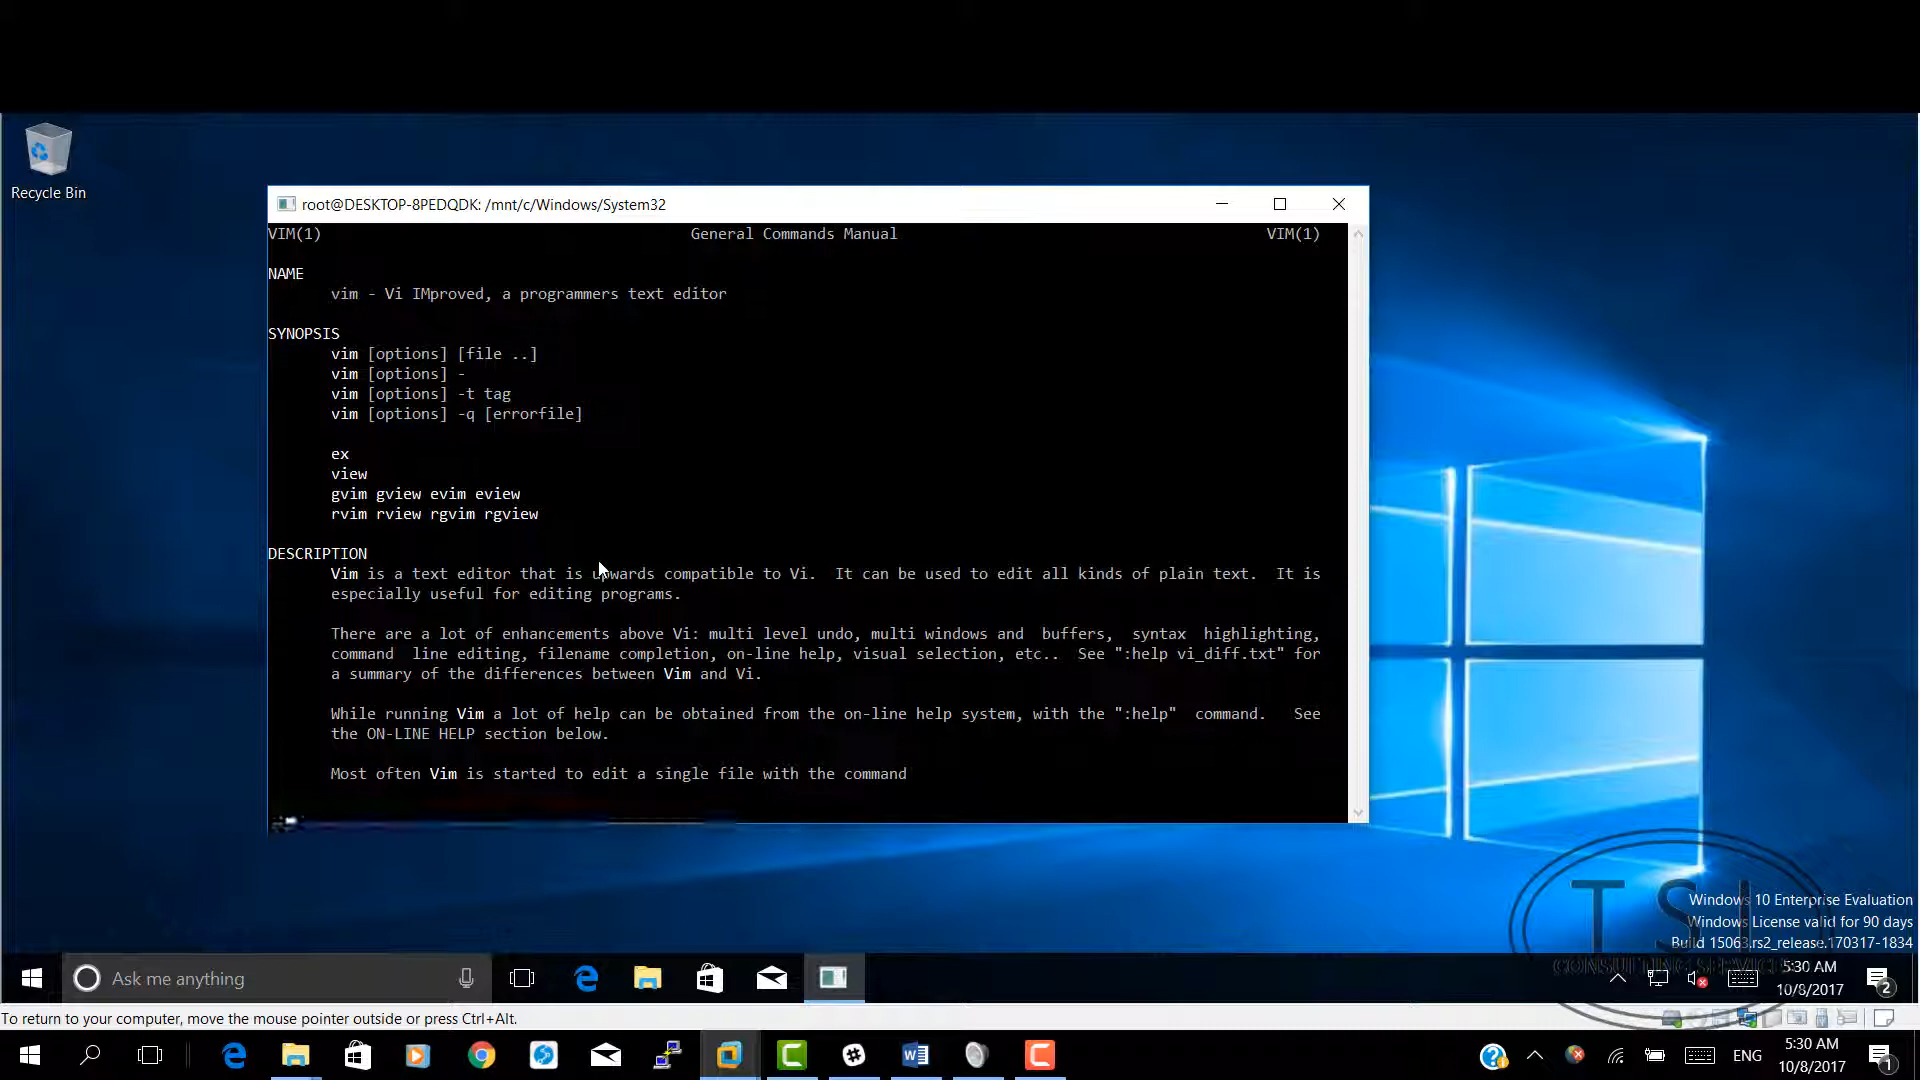 Recycle Bin
root@DESKTOP-8PEDQDK: /mnt/c/Windows/System32
VIM(1) General Commands Manual VIM(1)
NAME
vim - Vi IMproved, a programmers text editor
SYNOPSIS
vim [options] [file ..]
vim [options] -
vim [options] -t tag
vim [options] -q [errorfile]
ex
view
gvim gview evim eview
rvim rview rgvim rgview
DESCRIPTION
Vim is a text editor that is upwards compatible to Vi. It can be used to edit all kinds of plain text. It is
especially useful for editing programs.
There are a lot of enhancements above Vi: multi level undo, multi windows and buffers, syntax highlighting,
command line editing, filename completion, on-line help, visual selection, etc.. See ":help vi_diff.txt" for
a summary of the differences between Vim and Vi.
While running Vim a lot of help can be obtained from the on-line help system, with the ":help" command. See
the ON-LINE HELP section below.
Most often Vim is started to edit a single file with the command
TSI
CONSULTING SERVICES
Windows 10 Enterprise Evaluation
Windows License valid for 90 days
Build 15063.rs2_release.170317-1834
Ask me anything
5:30 AM
10/8/2017
2
To return to your computer, move the mouse pointer outside or press Ctrl+Alt.
ENG
5:30 AM
10/8/2017
1